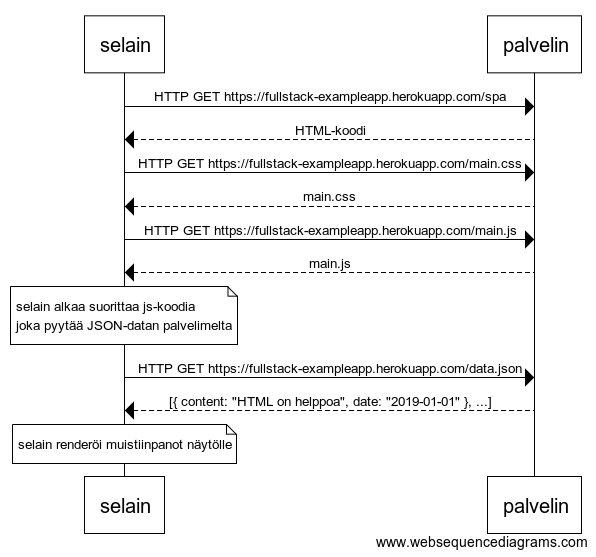 selain
palvelin
HTTP GET https://fullstack-exampleapp.herokuapp.com/spa
HTML-koodi
HTTP GET https://fullstack-exampleapp.herokuapp.com/main.css
main.css
HTTP GET https://fullstack-exampleapp.herokuapp.com/main.js
main.js
selain alkaa suorittaa js-koodia
joka pyytää JSON-datan palvelimelta
HTTP GET https://fullstack-exampleapp.herokuapp.com/data.json
[{ content: "HTML on helppoa", date: "2019-01-01" }, ...]
selain renderöi muistiinpanot näytölle
selain
palvelin
www.websequencediagrams.com